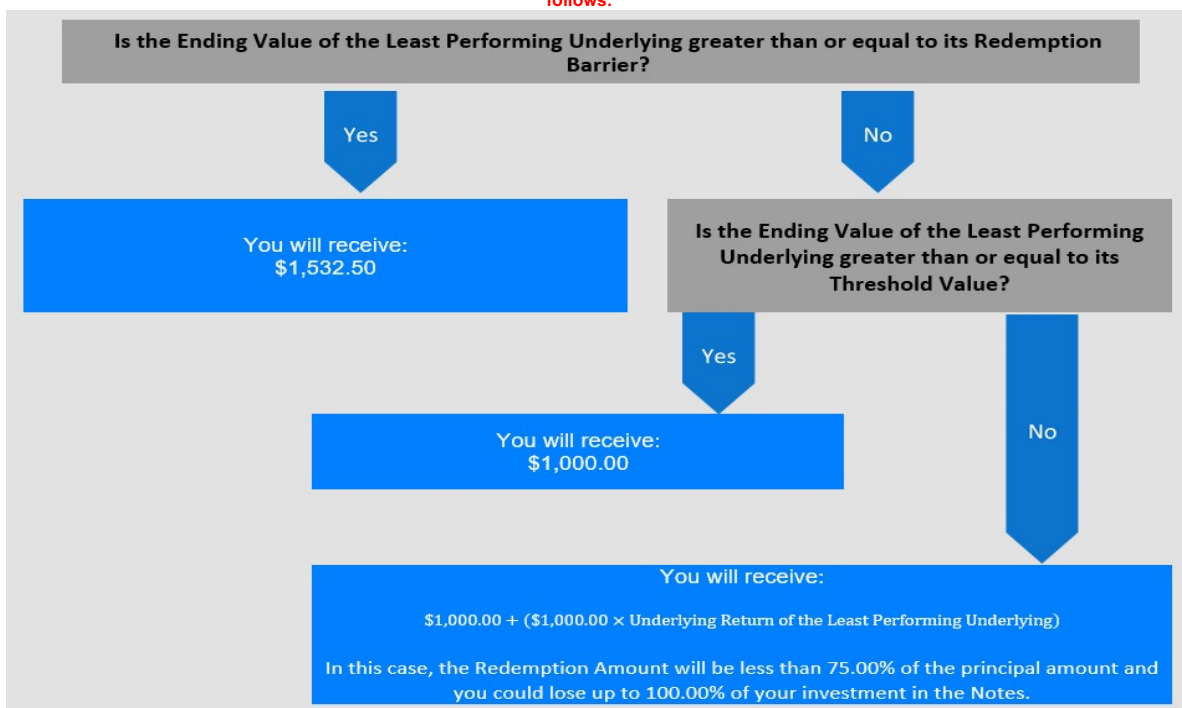 follows:
Is the Ending Value of the Least Performing Underlying greater than or equal to its Redemption
Barrier?
Yes
No
You will receive:
$1,532.50
Is the Ending Value of the Least Performing
Underlying greater than or equal to its
Threshold Value?
Yes
No
You will receive:
$1,000.00
You will receive:
$1,000.00 + ($1,000.00 × Underlying Return of the Least Performing Underlying)
In this case, the Redemption Amount will be less than 75.00% of the principal amount and
you could lose up to 100.00% of your investment in the Notes.